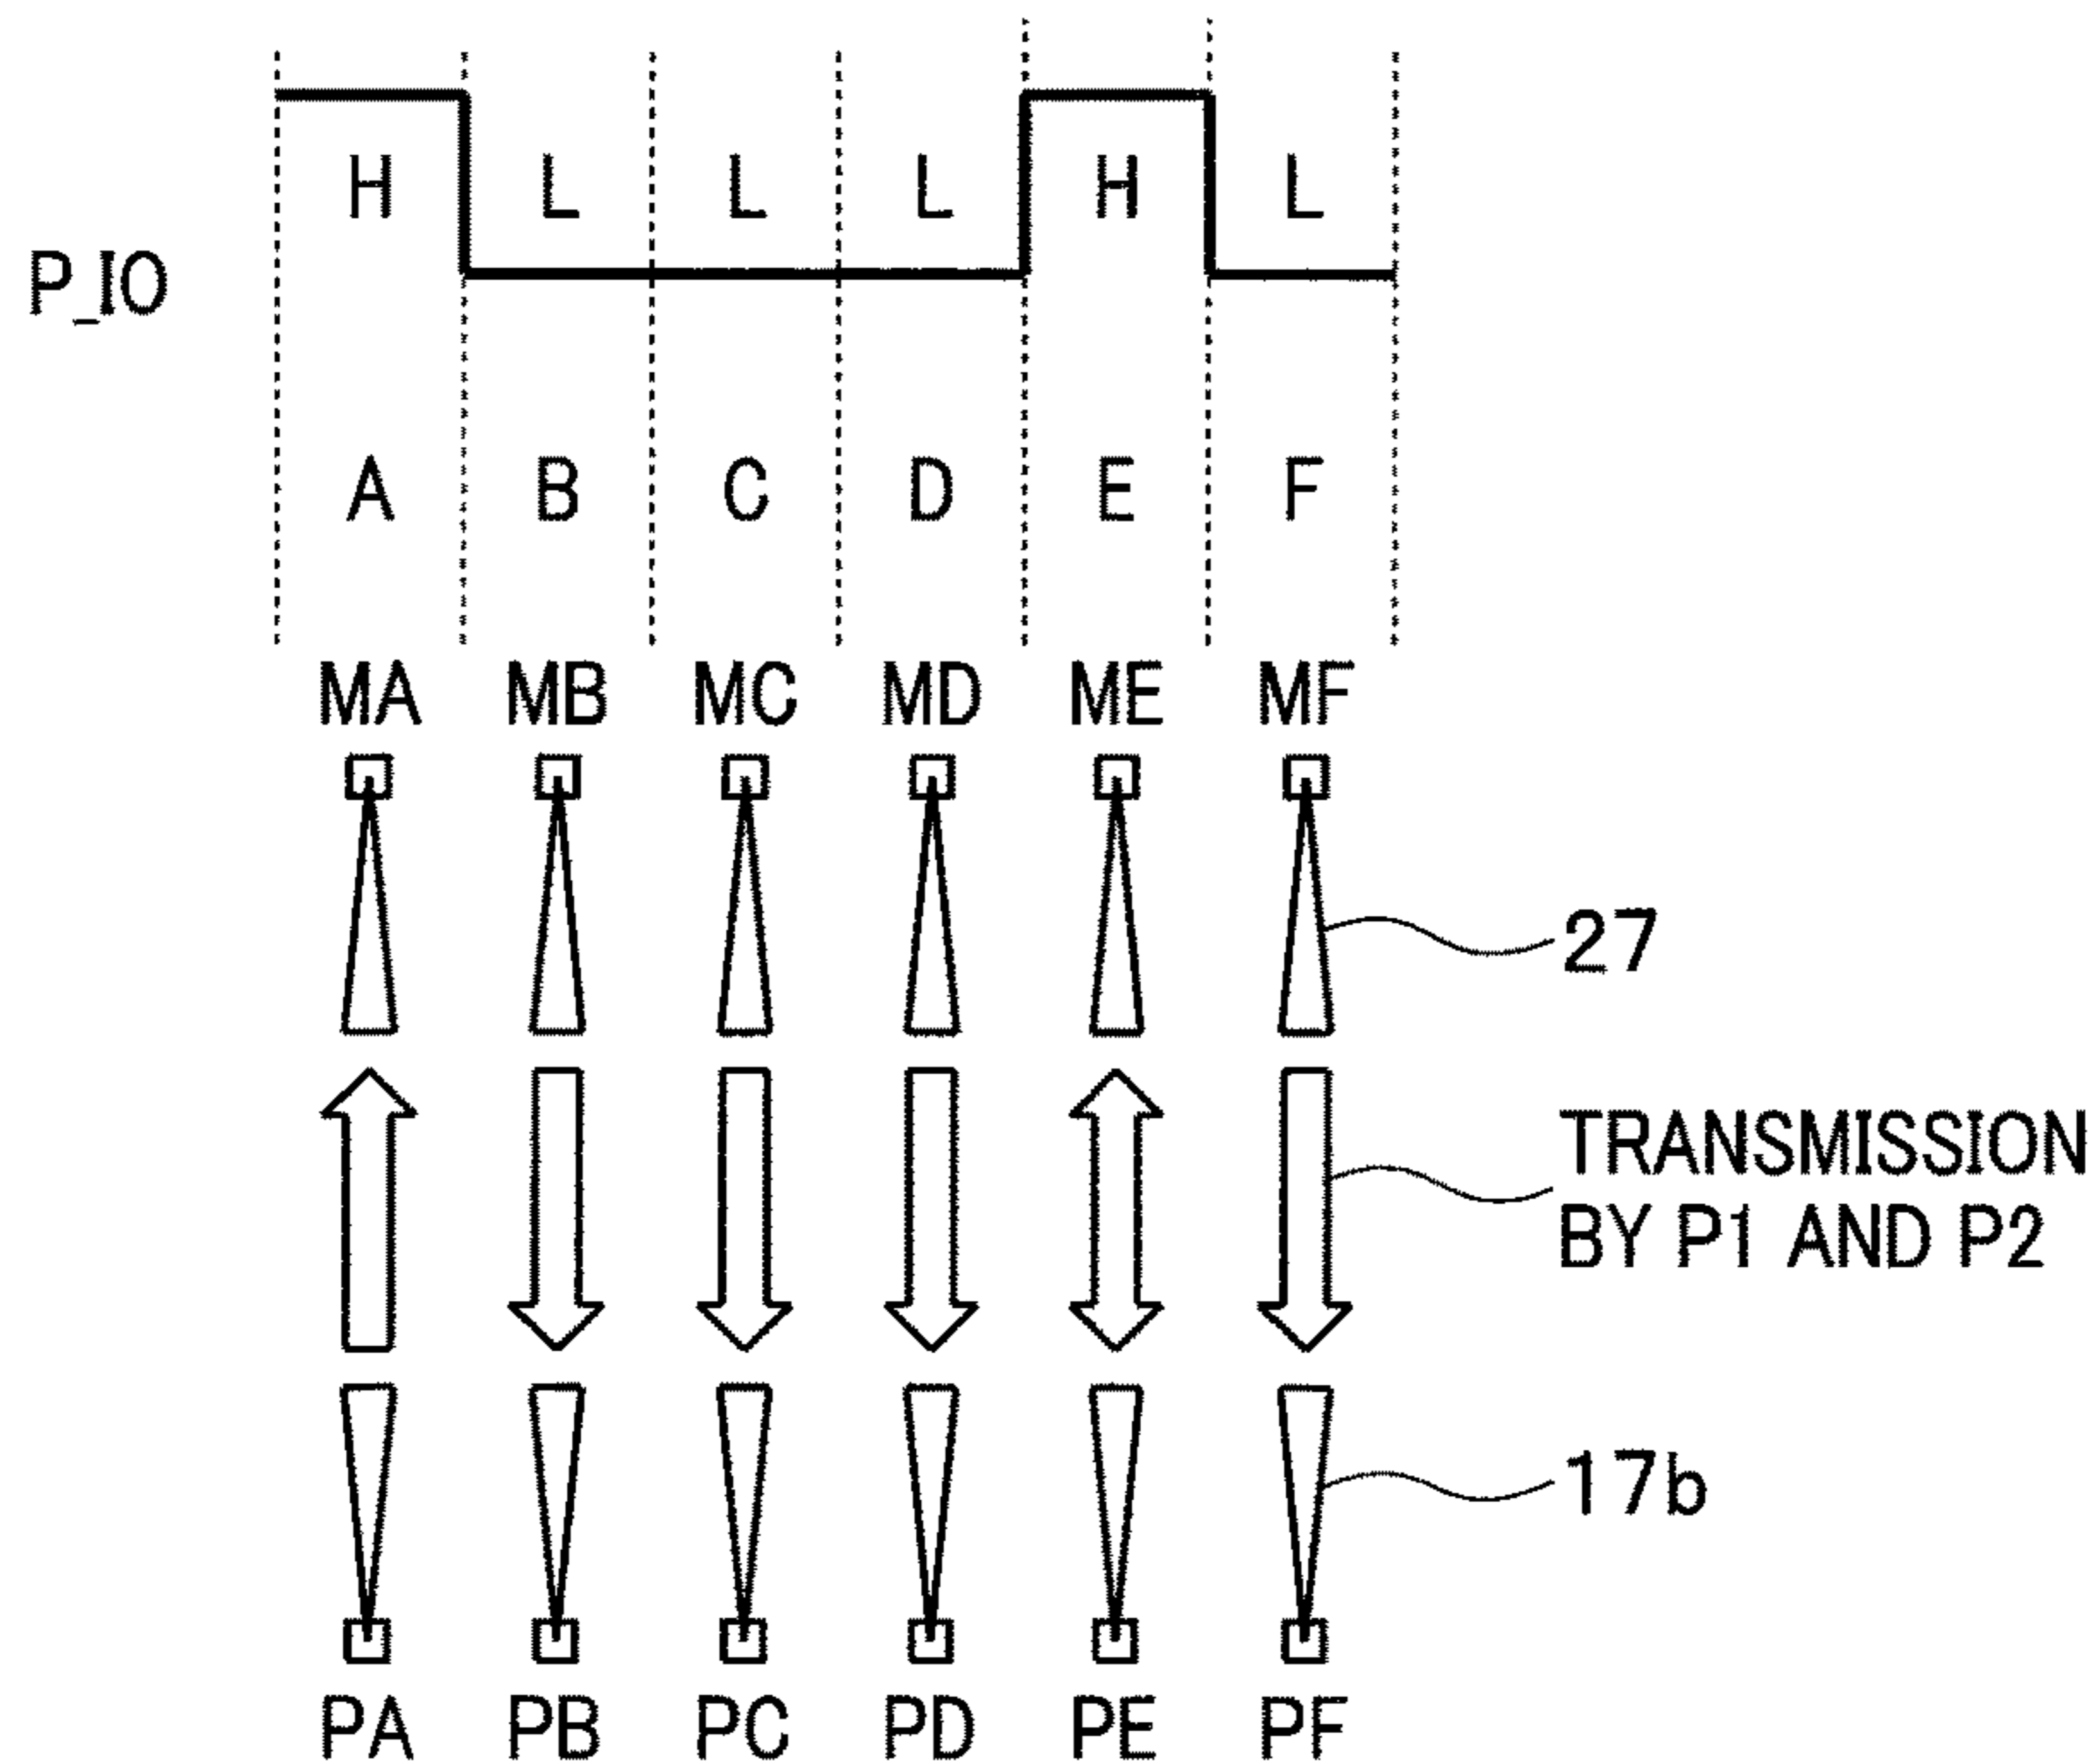 H L L L H L
P_IO
A B C D E F
MA MB MC MD ME MF
27
TRANSMISSION
BY P1 AND P2
17b
PA PB PC PD PE PF